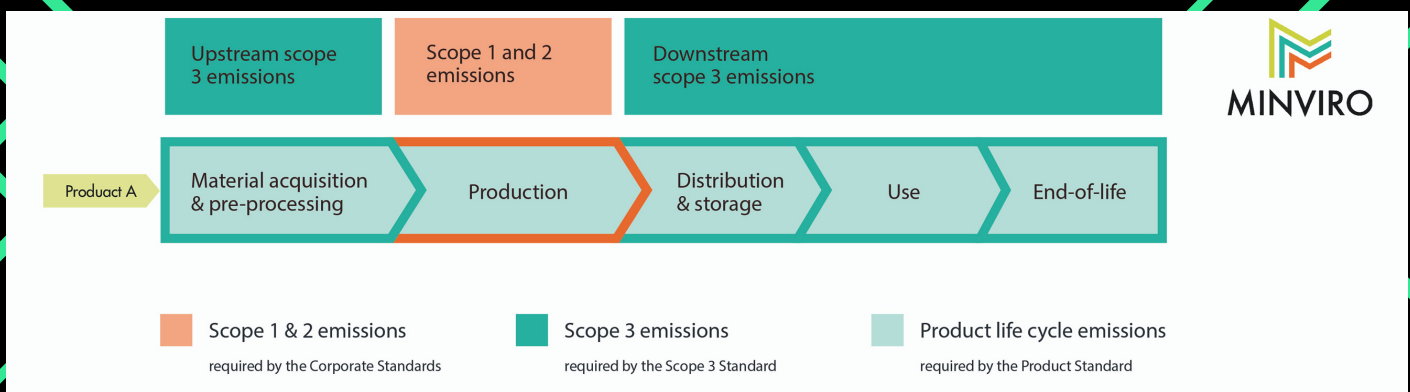 Upstream scope
3 emissions
Scope 1 and 2
emissions
Downstream
scope 3 emissions
MINVIRO
Produact A
Material acquisition
& pre-processing
Production
Distribution
& storage
Use
End-of-life
Scope 1 & 2 emissions
required by the Corporate Standards
Scope 3 emissions
required by the Scope 3 Standard
Product life cycle emissions
required by the Product Standard